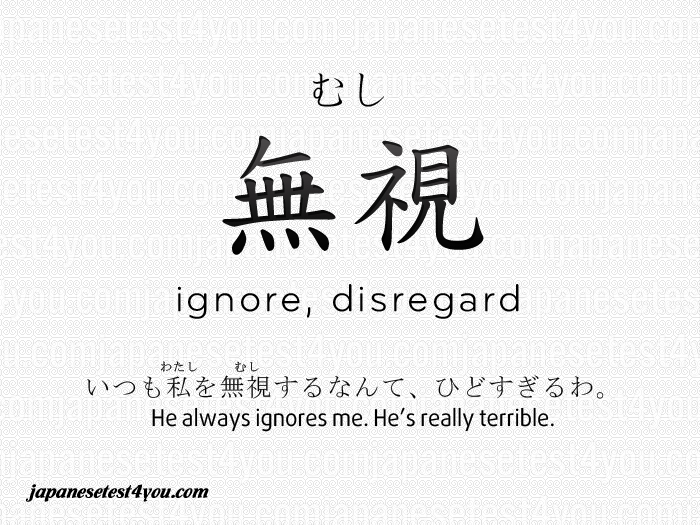 むし
無視
ignore, disregard
わたし むし
いつも私を無視するなんて、ひどすぎるわ。
He always ignores me. He's really terrible.
japanesetest4you.com